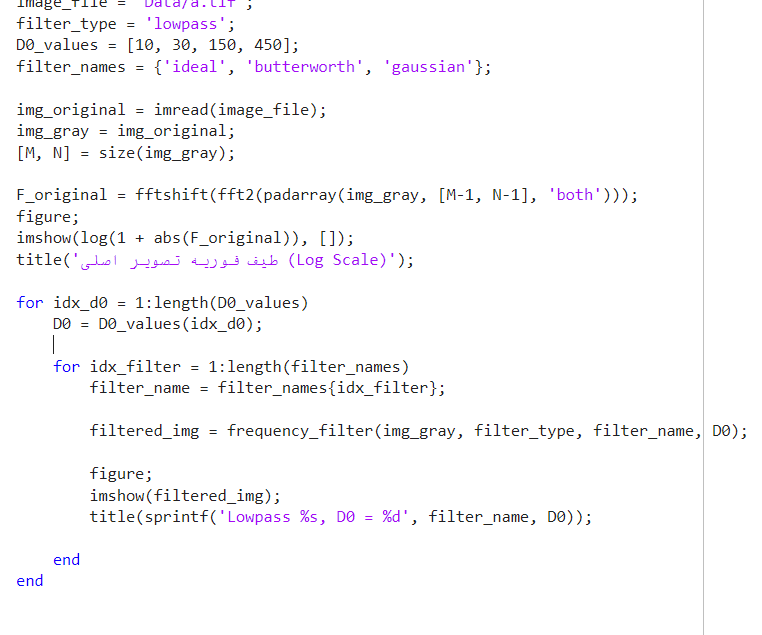 image_file = 'Data/a.tif';
filter_type = 'lowpass';
D0_values = [10, 30, 150, 450];
filter_names = {'ideal', 'butterworth', 'gaussian'};
img_original = imread(image_file);
img_gray = img_original;
[M, N] = size(img_gray);
F_original = fftshift(fft2(padarray(img_gray, [M-1, N-1], 'both')));
figure;
imshow(log(1 + abs(F_original)), []);
title('طیف فوریه تصویر اصلی (Log Scale)');
for idx_d0 = 1:length(D0_values)
    D0 = D0_values(idx_d0);
    for idx_filter = 1:length(filter_names)
        filter_name = filter_names{idx_filter};
        filtered_img = frequency_filter(img_gray, filter_type, filter_name, D0);
        figure;
        imshow(filtered_img);
        title(sprintf('Lowpass %s, D0 = %d', filter_name, D0));
    end
end